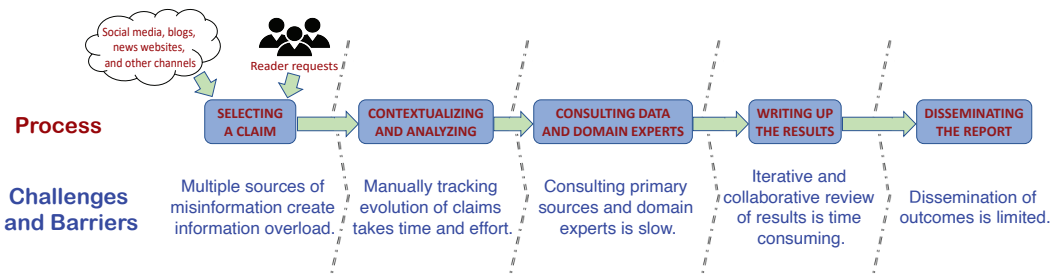 Social media, blogs,
news websites,
and other channels
Reader requests
Process
SELECTING
A CLAIM
CONTEXTUALIZING
AND ANALYZING
CONSULTING DATA
AND DOMAIN EXPERTS
WRITING UP
THE RESULTS
DISSEMINATING
THE REPORT
Challenges
and Barriers
Multiple sources of
misinformation create
information overload.
Manually tracking
evolution of claims
takes time and effort.
Consulting primary
sources and domain
experts is slow.
Iterative and
collaborative review
of results is time
consuming.
Dissemination of
outcomes is limited.